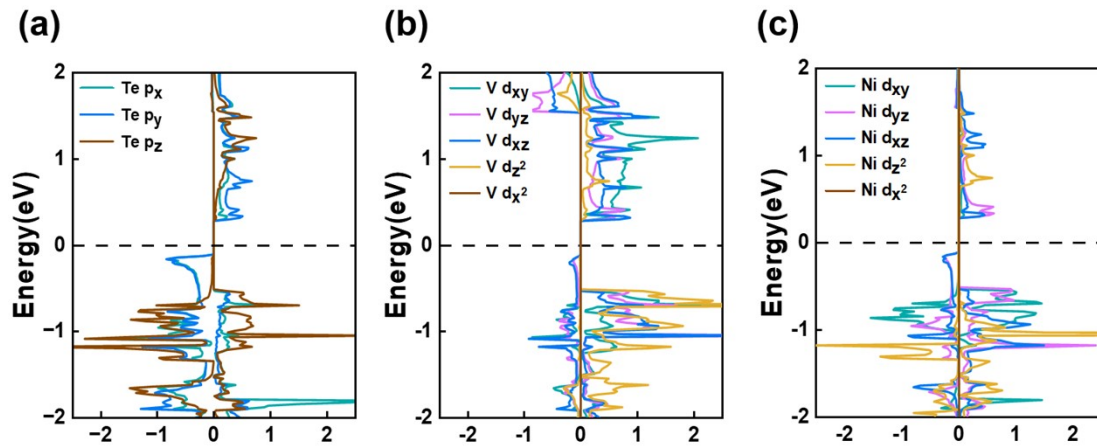 (a)
Energy(eV)
2
1
0
−1
−2
Te pₓ
Te pᵧ
Te p_z
−2 −1 0 1 2
(b)
Energy(eV)
2
1
0
-1
-2
V dxy
V dyz
V dxz
V dz²
V dx²
-2 -1 0 1 2
(c)
Energy(eV)
2
1
0
-1
-2
Ni dxy
Ni dyz
Ni dxz
Ni dz²
Ni dx²
-2 -1 0 1 2